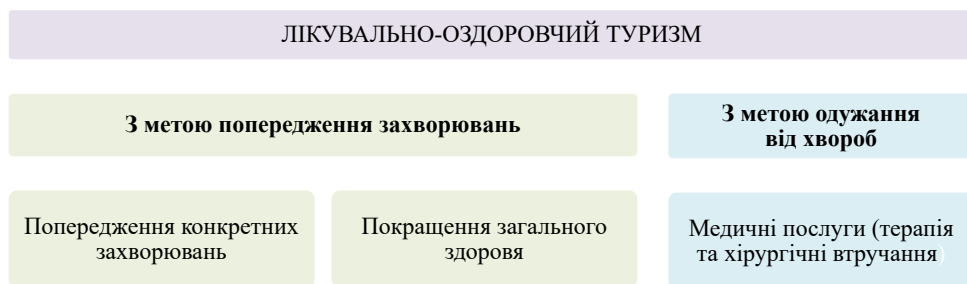 ЛІКУВАЛЬНО-ОЗДОРОВЧИЙ ТУРИЗМ
З метою попередження захворювань
З метою одужання
від хвороб
Попередження конкретних
захворювань
Покращення загального
здоровя
Медичні послуги (терапія
та хірургічні втручання)